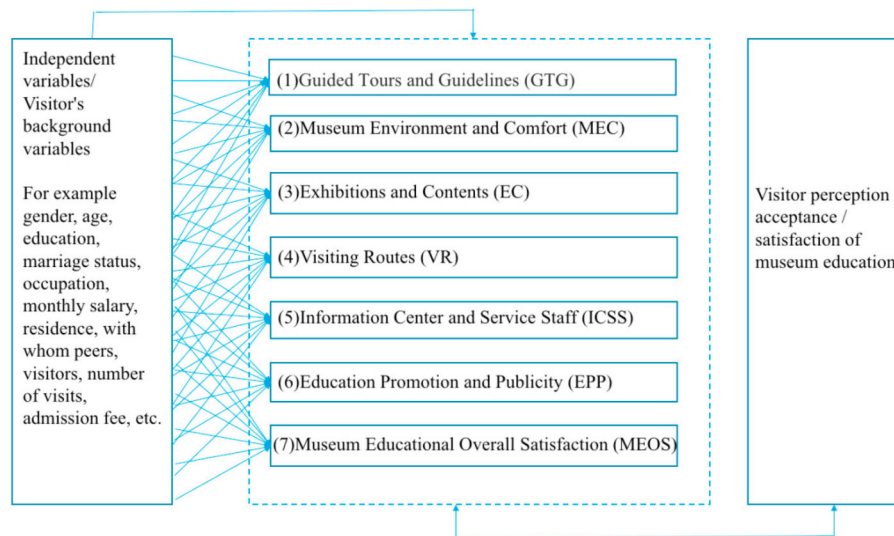 Independent
variables/
Visitor's
background
variables
For example
gender, age,
education,
marriage status,
occupation,
monthly salary,
residence, with
whom peers,
visitors, number
of visits,
admission fee, etc.
(1)Guided Tours and Guidelines (GTG)
(2)Museum Environment and Comfort (MEC)
(3)Exhibitions and Contents (EC)
(4)Visiting Routes (VR)
(5)Information Center and Service Staff (ICSS)
(6)Education Promotion and Publicity (EPP)
(7)Museum Educational Overall Satisfaction (MEOS)
Visitor perception
acceptance /
satisfaction of
museum education